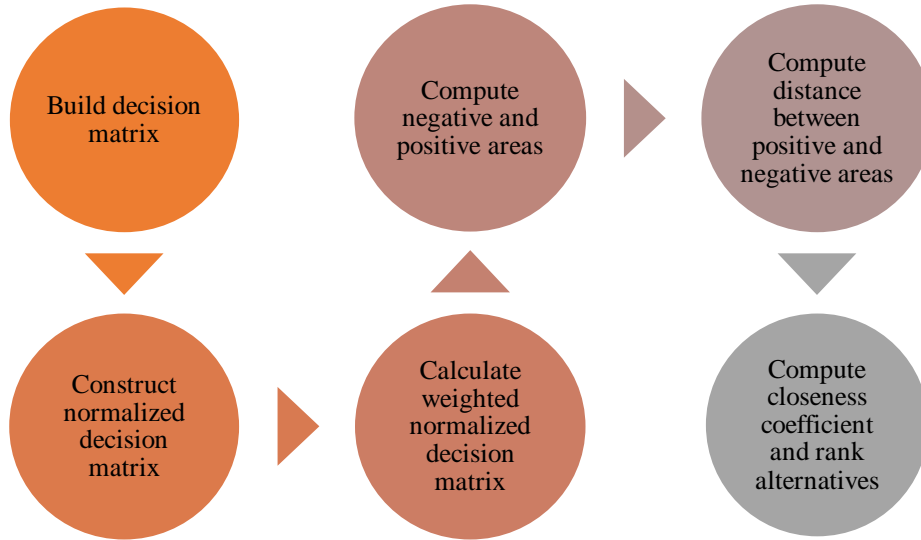 Build decision
matrix
Construct
normalized
decision
matrix
Calculate
weighted
normalized
decision
matrix
Compute
negative and
positive areas
Compute
distance
between
positive and
negative areas
Compute
closeness
coefficient
and rank
alternatives